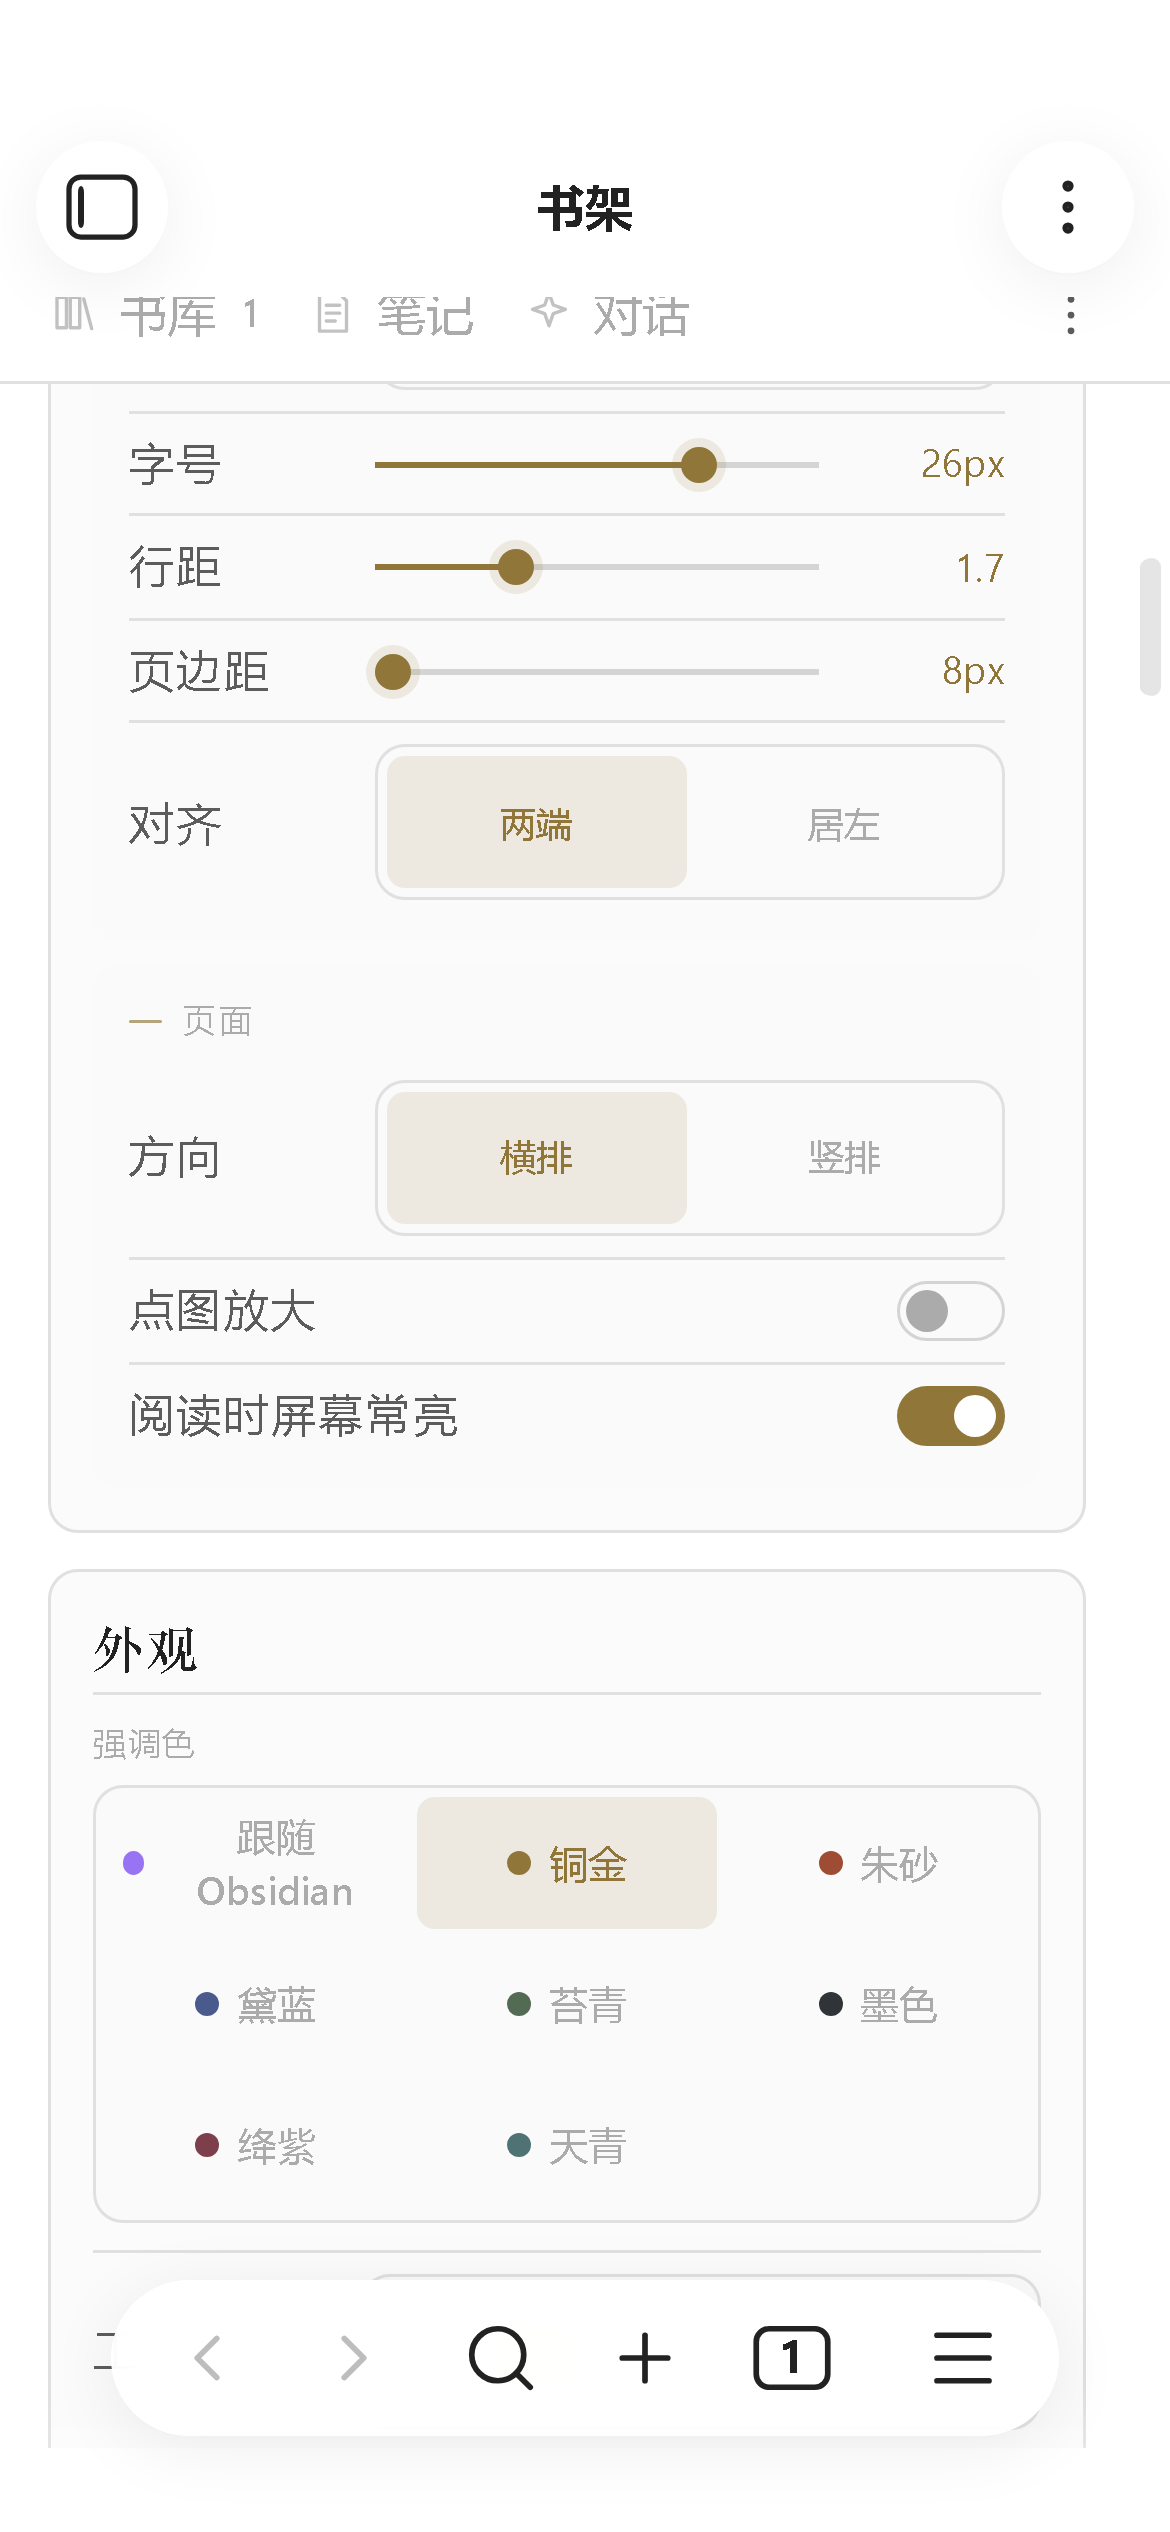 书架
书库 1 笔记 对话
字号 26px
行距 1.7
页边距 8px
对齐 两端 居左
页面
方向 横排 竖排
点图放大
阅读时屏幕常亮
外观
强调色
跟随
Obsidian
铜金 朱砂
黛蓝 苔青 墨色
绛紫 天青
1